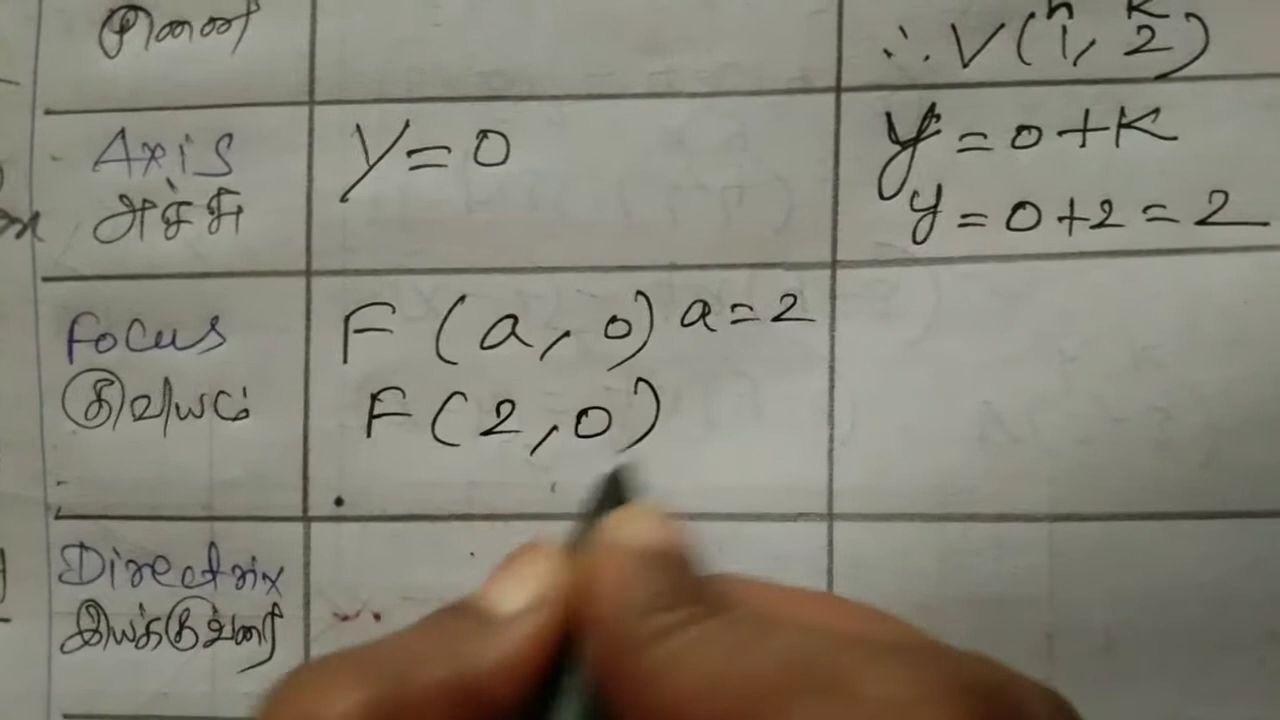 h k
∴ V(1, 2)
Axis
அச்சு
Y = 0
y = 0 + K
y = 0 + 2 = 2
Focus
குவியம்
F (a, 0) a = 2
F (2, 0)
Directrix
இயக்குவரை